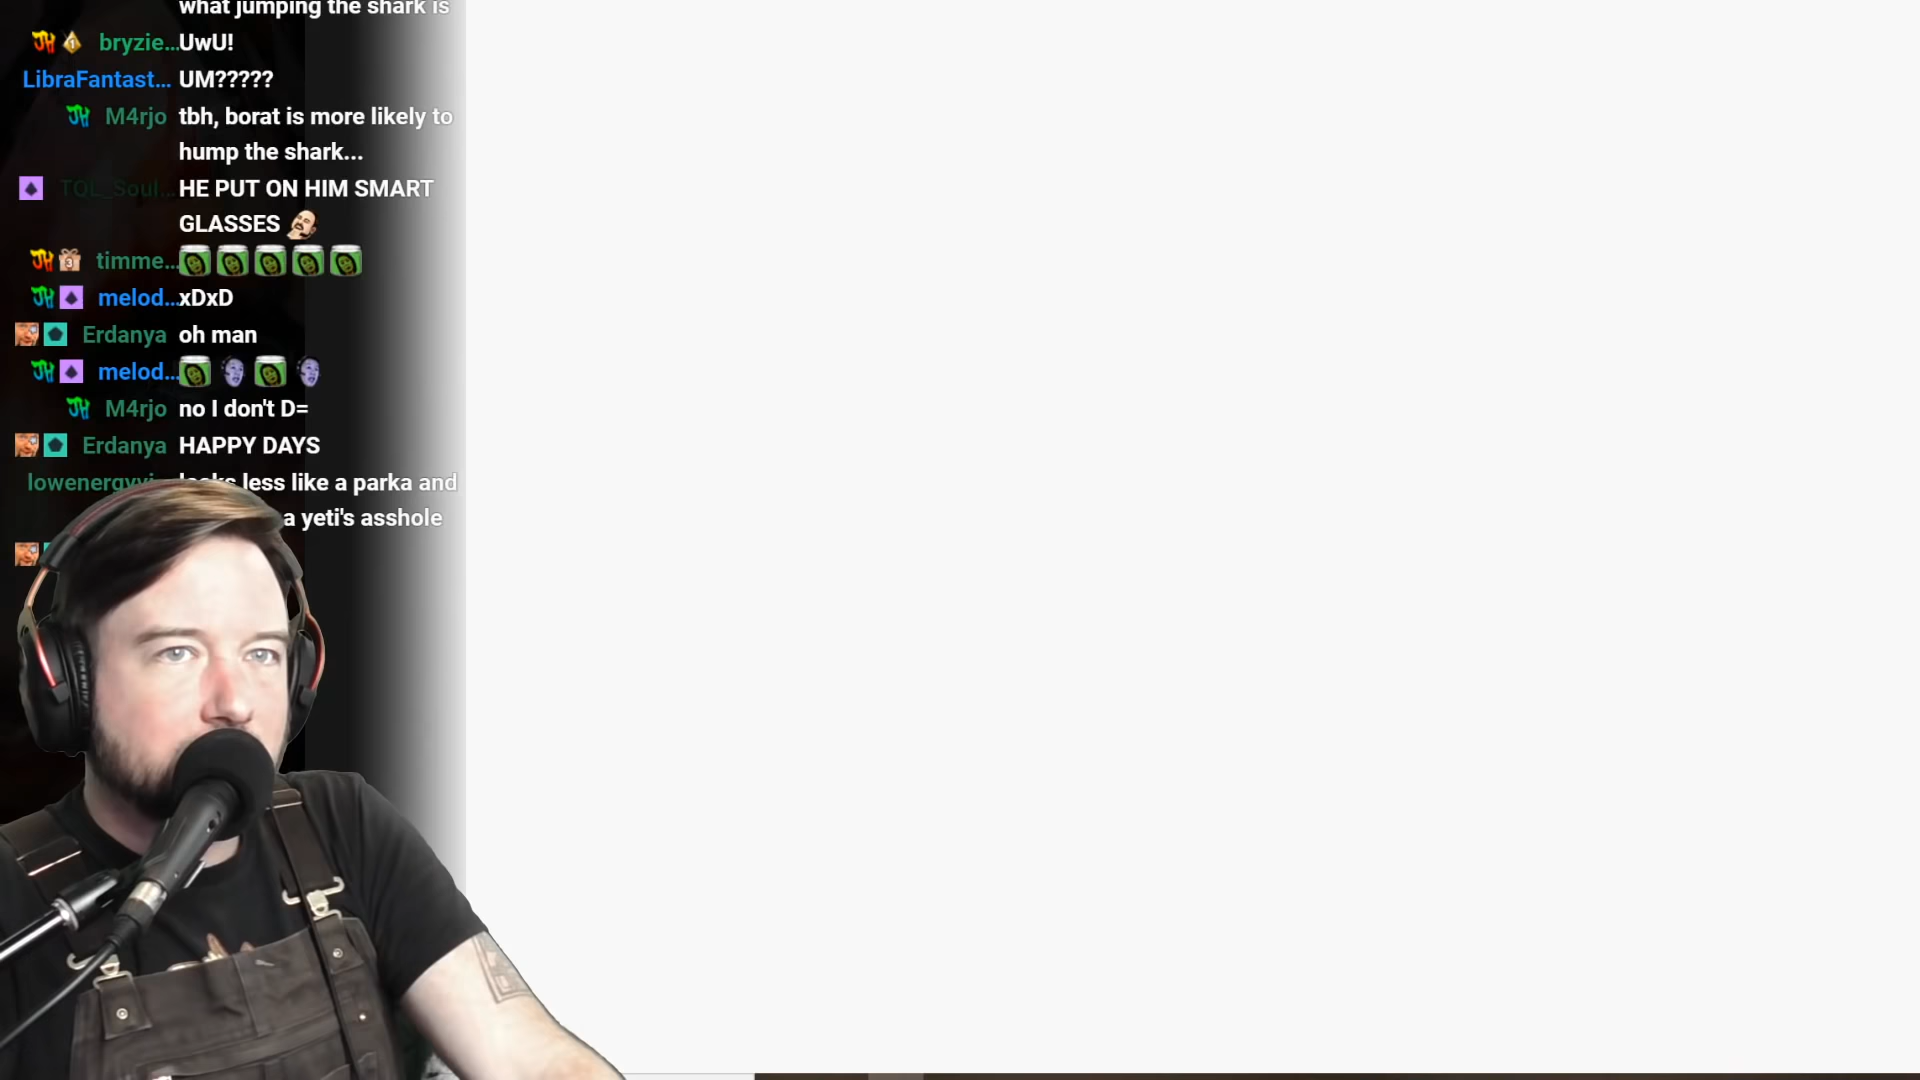 what jumping the shark is
bryzie... UwU!
LibraFantast... UM?????
M4rjo tbh, borat is more likely to
hump the shark...
TOL_Soul... HE PUT ON HIM SMART
GLASSES
timme...
melod... xDxD
Erdanya oh man
melod...
M4rjo no I don't D=
Erdanya HAPPY DAYS
less like a parka and
a yeti's asshole